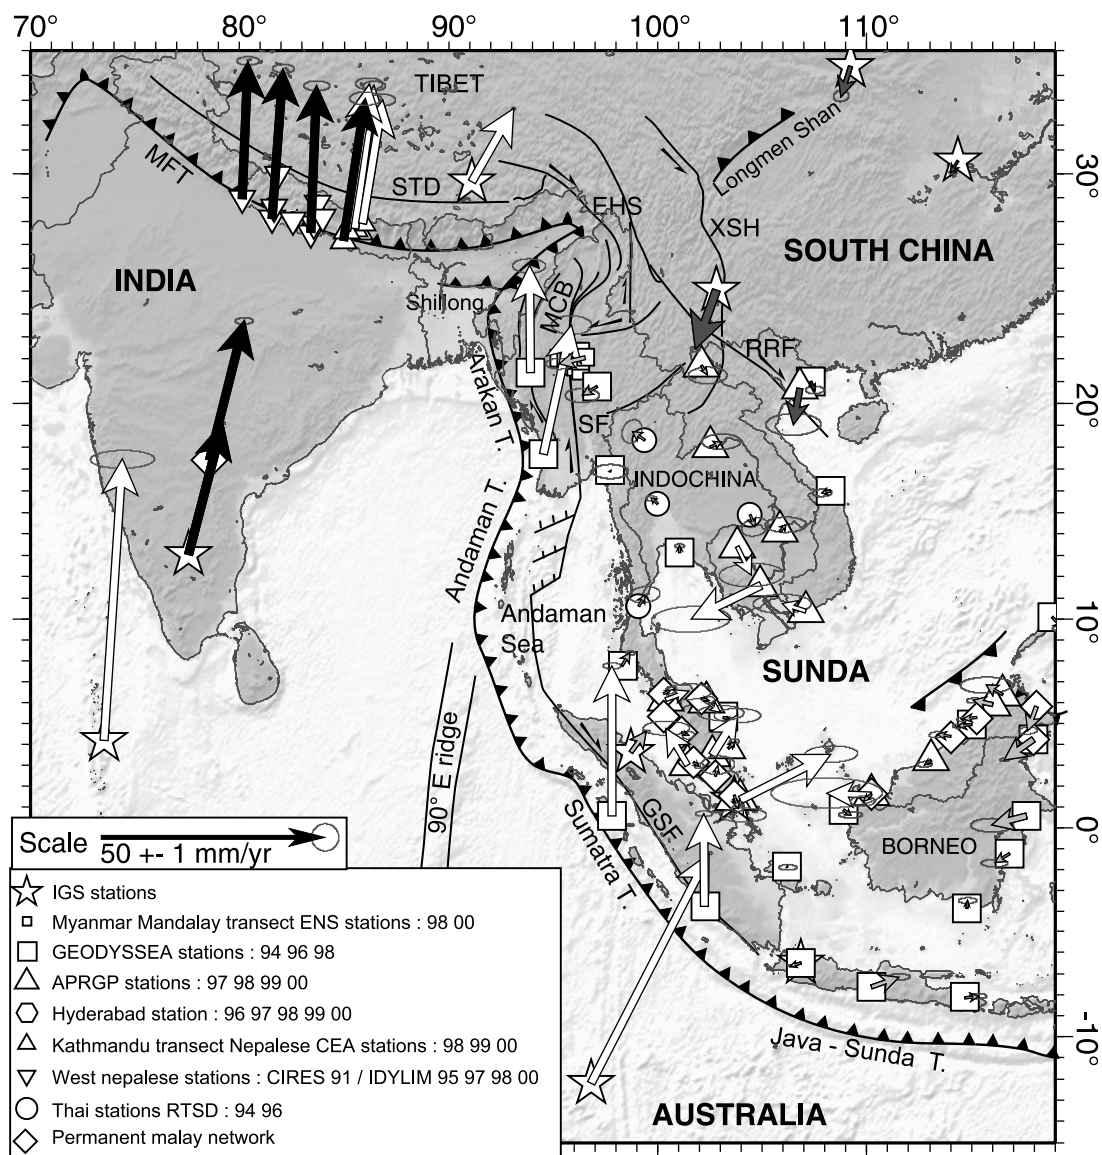 70° 80° 90° 100° 110°
TIBET
Longmen Shan
MFT
STD
30°
EHS
XSH
SOUTH CHINA
INDIA
MCB
Shillong
RRF
Arakan T.
20°
SF
INDOCHINA
Andaman T.
Andaman
Sea
10°
SUNDA
90° E ridge
GSF
Sumatra T.
0°
BORNEO
Scale
50 +- 1 mm/yr
IGS stations
Myanmar Mandalay transect ENS stations : 98 00
GEODYSSEA stations : 94 96 98
APRGP stations : 97 98 99 00
Hyderabad station : 96 97 98 99 00
Kathmandu transect Nepalese CEA stations : 98 99 00
West nepalese stations : CIRES 91 / IDYLIM 95 97 98 00
Thai stations RTSD : 94 96
Permanent malay network
-10°
Java - Sunda T.
AUSTRALIA